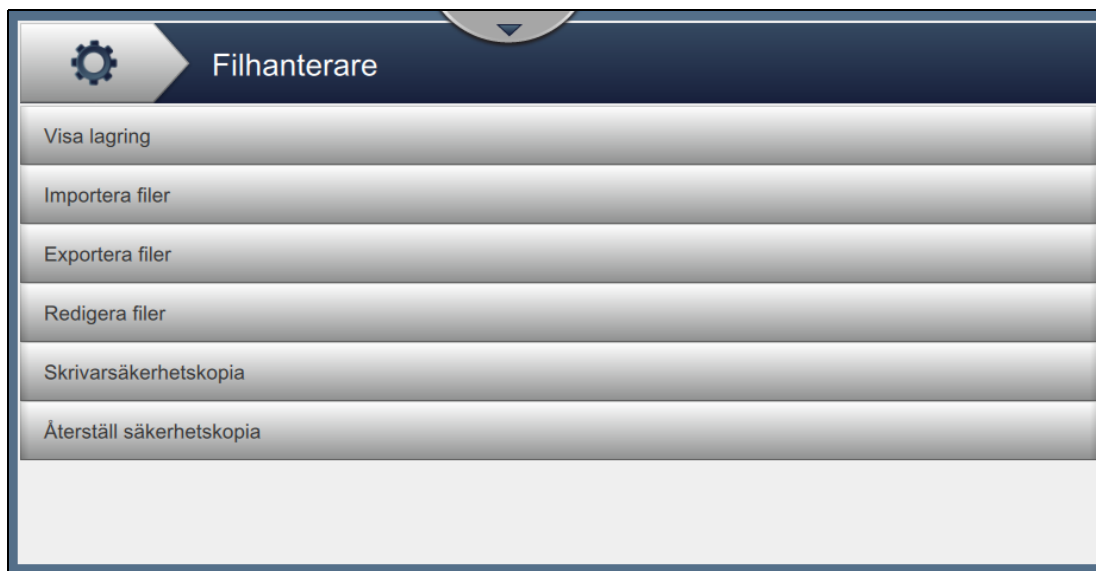 Filhanterare
Visa lagring
Importera filer
Exportera filer
Redigera filer
Skrivarsäkerhetskopia
Återställ säkerhetskopia